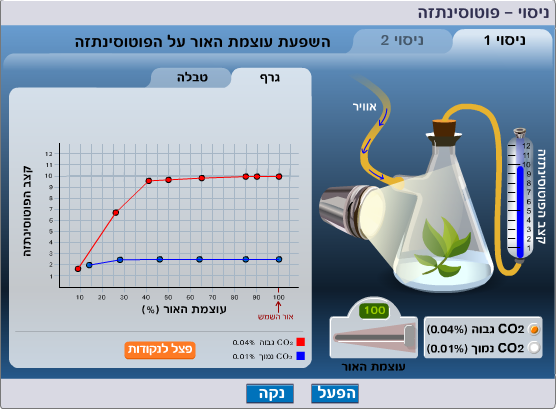 ניסוי – פוטוסינתזה
ניסוי 1
ניסוי 2
השפעת עוצמת האור על הפוטוסינתזה
גרף
טבלה
קצב הפוטוסינתזה
12
11
10
9
8
7
6
5
4
3
2
1
10 20 30 40 50 60 70 80 90 100
עוצמת האור (%)
אור השמש
CO2 גבוה 0.04%
CO2 נמוך 0.01%
פצל לנקודות
אוויר
12
11
10
9
8
7
6
5
4
3
2
1
0
קצב הפוטוסינתזה
100
עוצמת האור
CO2 גבוה (0.04%)
CO2 נמוך (0.01%)
הפעל
נקה